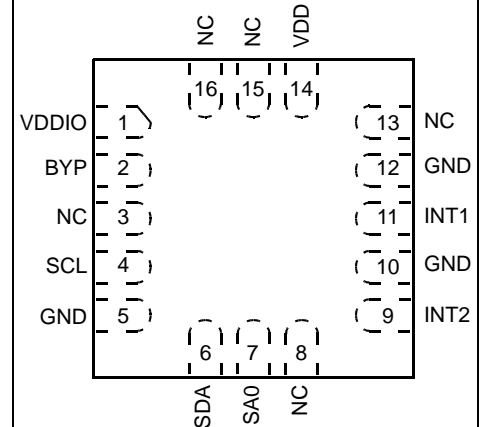 NC NC VDD
16 15 14
VDDIO 1 13 NC
BYP 2 12 GND
NC 3 11 INT1
SCL 4 10 GND
GND 5 9 INT2
6 7 8
SDA SA0 NC